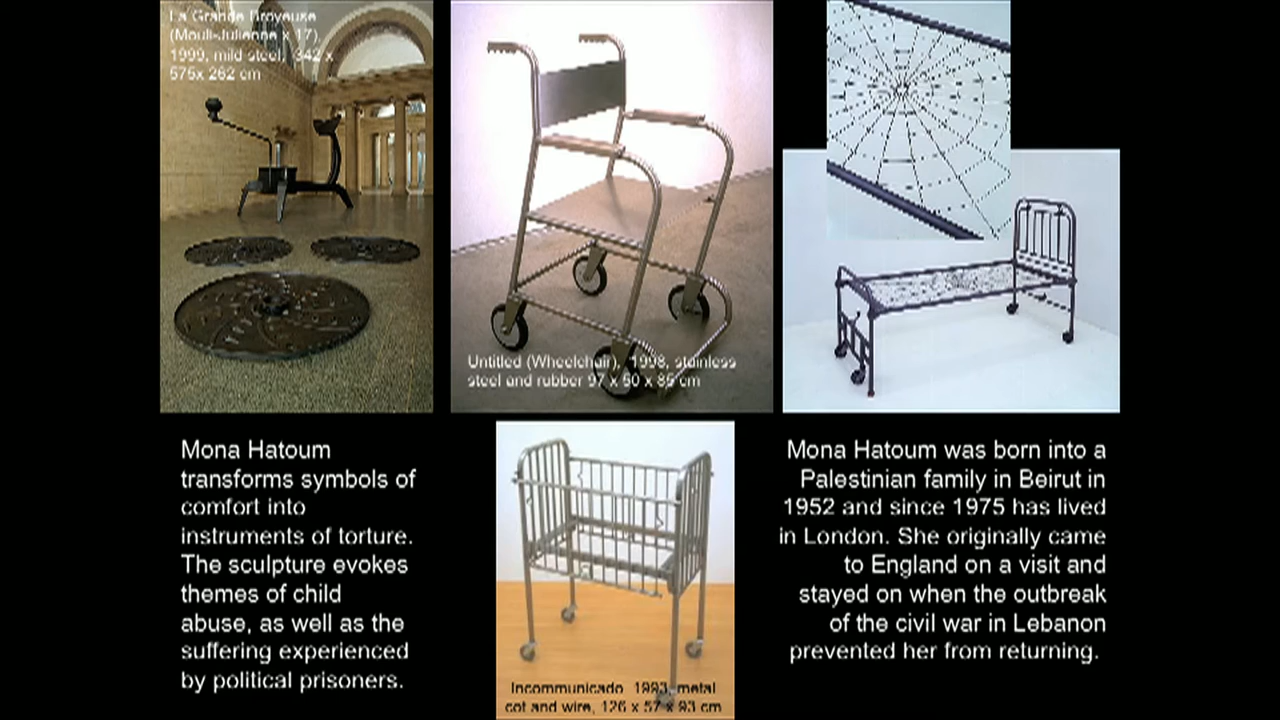 La Grande Broyeuse
(Mouli-Julienne x 17),
1999, mild steel, 342 x
575x 262 cm
Untitled (Wheelchair), 1998, stainless
steel and rubber 97 x 50 x 85 cm
Mona Hatoum
transforms symbols of
comfort into
instruments of torture.
The sculpture evokes
themes of child
abuse, as well as the
suffering experienced
by political prisoners.
Incommunicado 1993, metal
cot and wire, 126 x 57 x 93 cm
Mona Hatoum was born into a
Palestinian family in Beirut in
1952 and since 1975 has lived
in London. She originally came
to England on a visit and
stayed on when the outbreak
of the civil war in Lebanon
prevented her from returning.